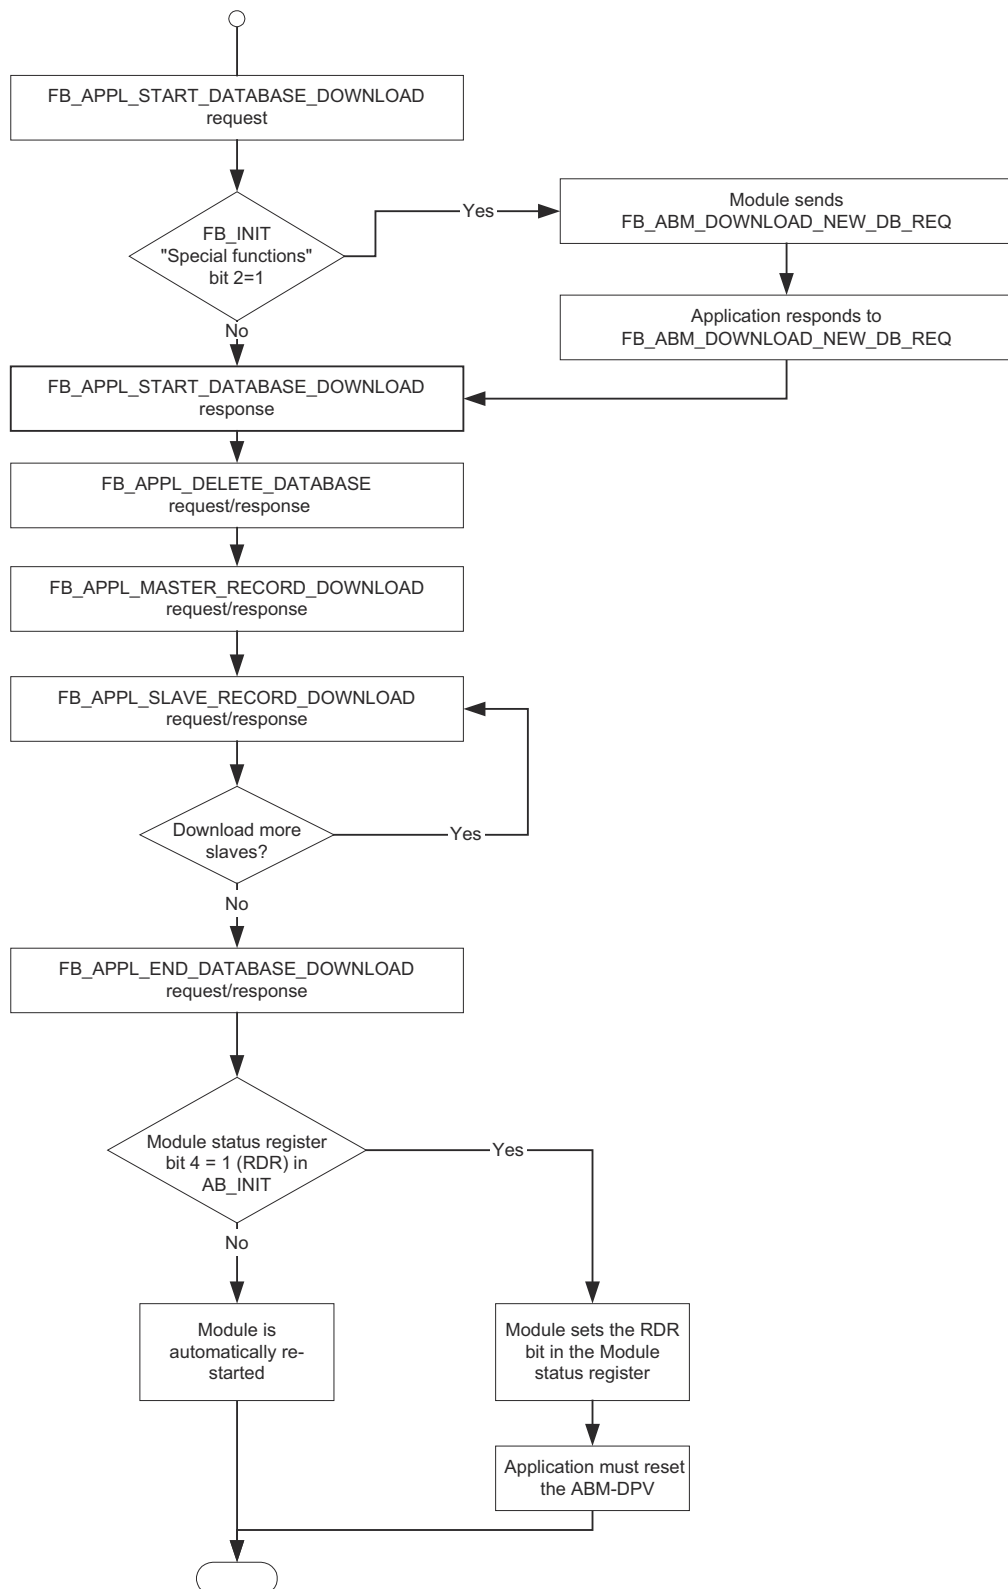 FB_APPL_START_DATABASE_DOWNLOAD
request
FB_INIT
"Special functions"
bit 2=1
Yes
Module sends
FB_ABM_DOWNLOAD_NEW_DB_REQ
Application responds to
FB_ABM_DOWNLOAD_NEW_DB_REQ
No
FB_APPL_START_DATABASE_DOWNLOAD
response
FB_APPL_DELETE_DATABASE
request/response
FB_APPL_MASTER_RECORD_DOWNLOAD
request/response
FB_APPL_SLAVE_RECORD_DOWNLOAD
request/response
Download more
slaves?
Yes
No
FB_APPL_END_DATABASE_DOWNLOAD
request/response
Module status register
bit 4 = 1 (RDR) in
AB_INIT
Yes
No
Module is
automatically re-
started
Module sets the RDR
bit in the Module
status register
Application must reset
the ABM-DPV